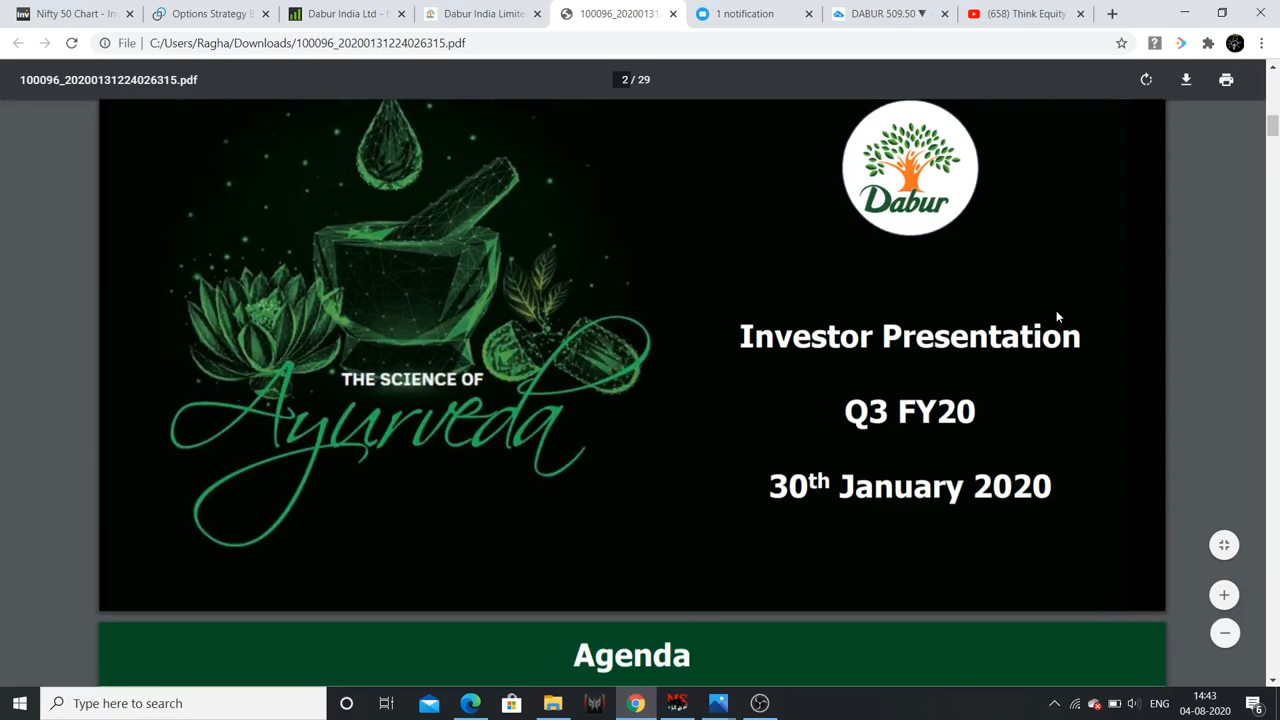 Nifty 50 Chart - In
Options Strategy B
Dabur India Ltd -
Dabur India Limite
100096_20200131
1 notification
DABUR 509.50 ▼
(658) Think Equity
File | C:/Users/Ragha/Downloads/100096_20200131224026315.pdf
100096_20200131224026315.pdf
2 / 29
Dabur
THE SCIENCE OF
Ayurveda
Investor Presentation
Q3 FY20
30th January 2020
Agenda
Type here to search
ENG
14:43
04-08-2020
6